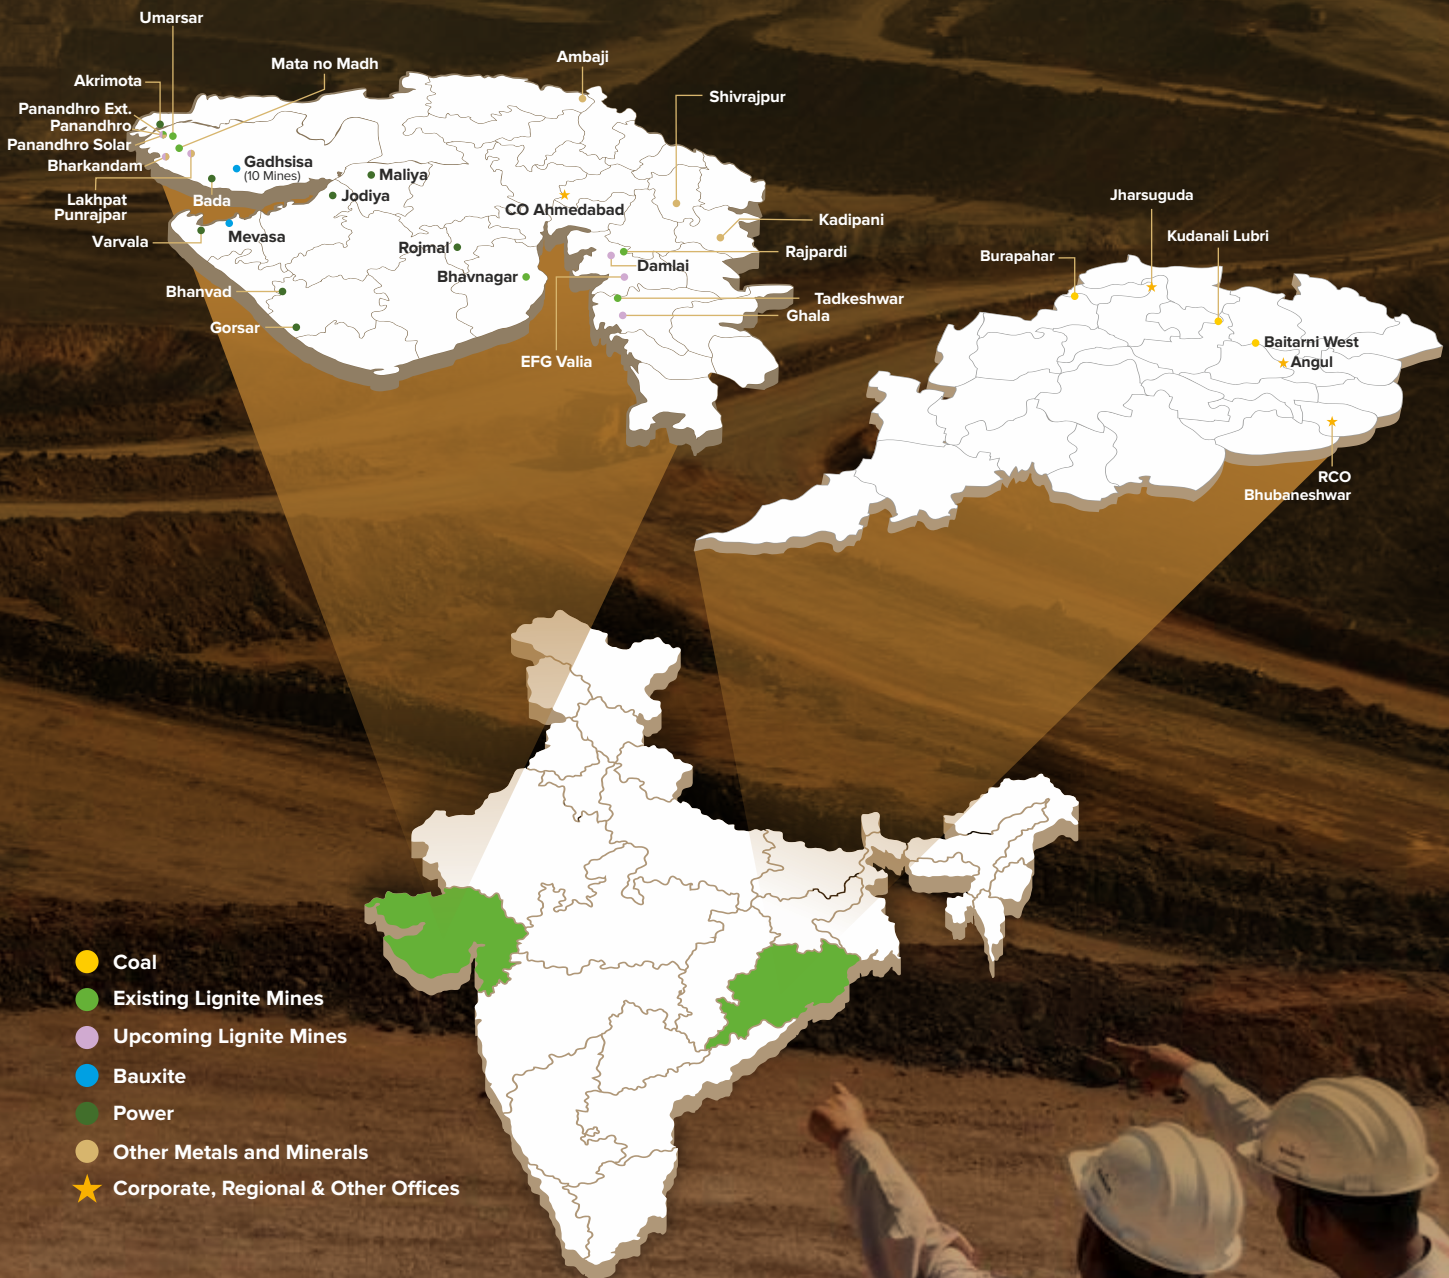 Umarsar
Mata no Madh
Ambaji
Akrimota
Shivrajpur
Panandhro Ext.
Panandhro
Panandhro Solar
Bharkandam
Gadhsisa
(10 Mines)
Maliya
Jodiya
Lakhpat
Punrajpar
Bada
CO Ahmedabad
Kadipani
Varvala
Mevasa
Rojmal
Rajpardi
Damlai
Bhavnagar
Bhanvad
Tadkeshwar
Ghala
Gorsar
EFG Valia
Jharsuguda
Kudanali Lubri
Burapahar
Baitarni West
Angul
RCO
Bhubaneshwar
Coal
Existing Lignite Mines
Upcoming Lignite Mines
Bauxite
Power
Other Metals and Minerals
Corporate, Regional & Other Offices